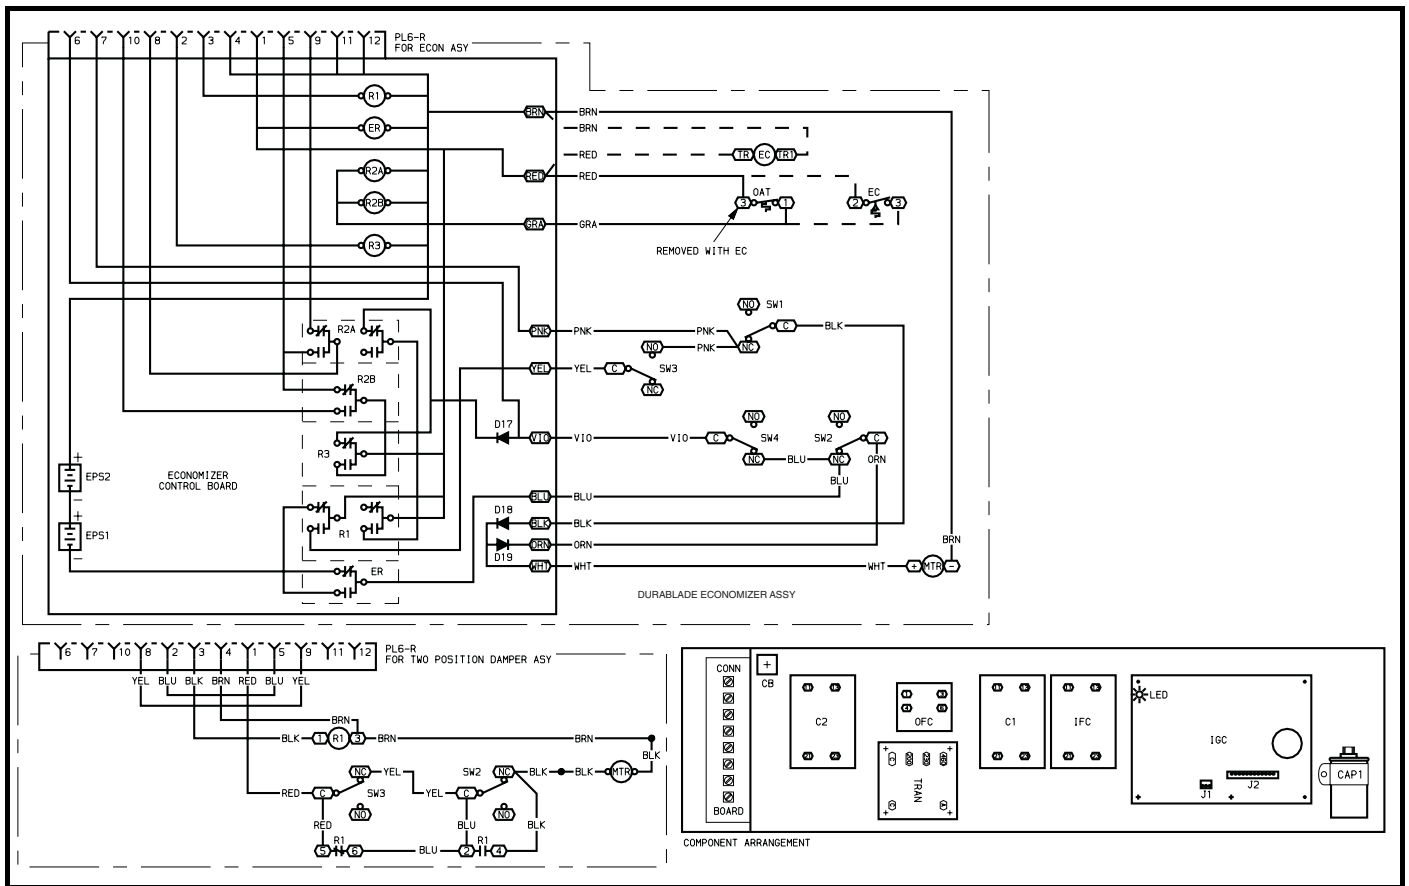 6 7 10 8 2 3 4 1 5 9 11 12
PL6-R
FOR ECON ASY
R1
BRN BRN
ER
BRN
RED TR EC TR1
R2A
RED RED
OAT EC
R2B
3 1 2 3
GRA GRA
R3
REMOVED WITH EC
NO SW1
C BLK
R2A
PNK PNK PNK
NO PNK NC
YEL YEL C SW3
R2B
NC
NO NO
D17
VIO VIO VIO C SW4 SW2 C
R3
NC BLU NC ORN
+
EPS2
-
ECONOMIZER
CONTROL BOARD
BLU
BLU BLU
D18
+
EPS1
-
R1
BLK BLK
ORN ORN
BRN
D19
WHT WHT WHT + MTR -
ER
DURABLADE ECONOMIZER ASSY
6 7 10 8 2 3 4 1 5 9 11 12
PL6-R
FOR TWO POSITION DAMPER ASY
YEL BLU BLK BRN RED BLU YEL
BRN
BLK 1 R1 3 BRN BRN
BLK
NC YEL SW2 NC BLK BLK MTR
RED C SW3 YEL C
NO NO
RED BLU BLK
R1 R1
5 6 BLU 2 4
CONN
BOARD
+
CB
C2
OFC
TRAN
C1
IFC
LED
IGC
J1
J2
CAP1
COMPONENT ARRANGEMENT